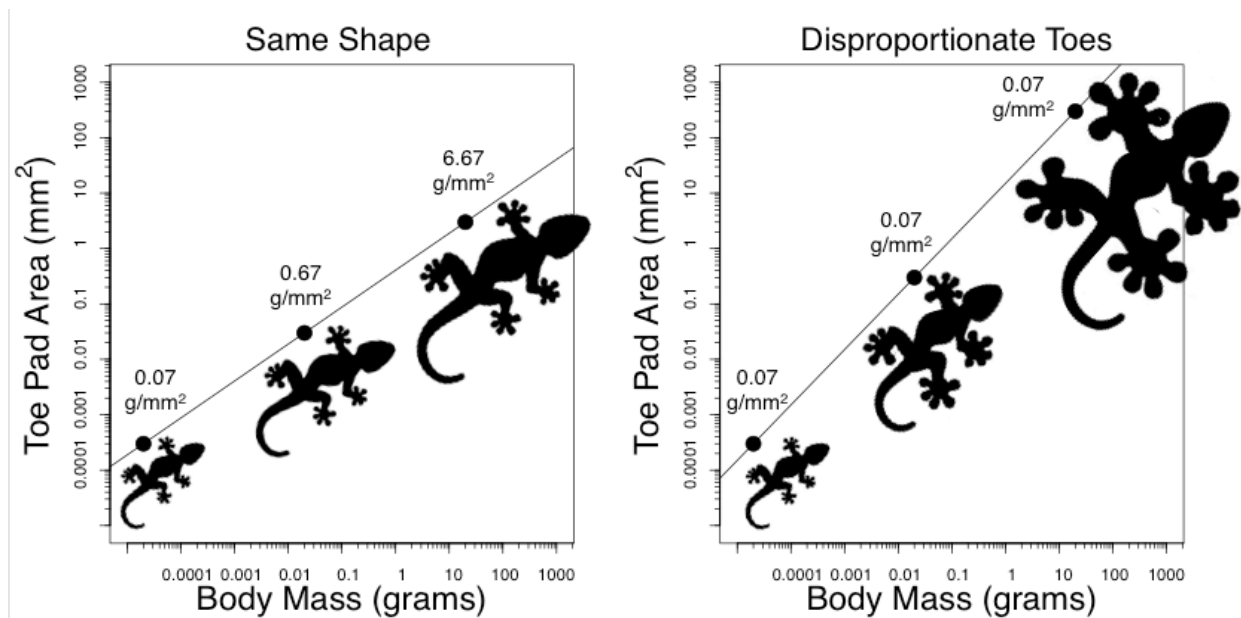 Same Shape
Toe Pad Area (mm²)
1000
100
10
1
0.1
0.01
0.001
0.0001
0.07
g/mm²
0.67
g/mm²
6.67
g/mm²
0.0001 0.001 0.01 0.1 1 10 100 1000
Body Mass (grams)
Disproportionate Toes
Toe Pad Area (mm²)
1000
100
10
1
0.1
0.01
0.001
0.0001
0.07
g/mm²
0.07
g/mm²
0.07
g/mm²
0.0001 0.001 0.01 0.1 1 10 100 1000
Body Mass (grams)